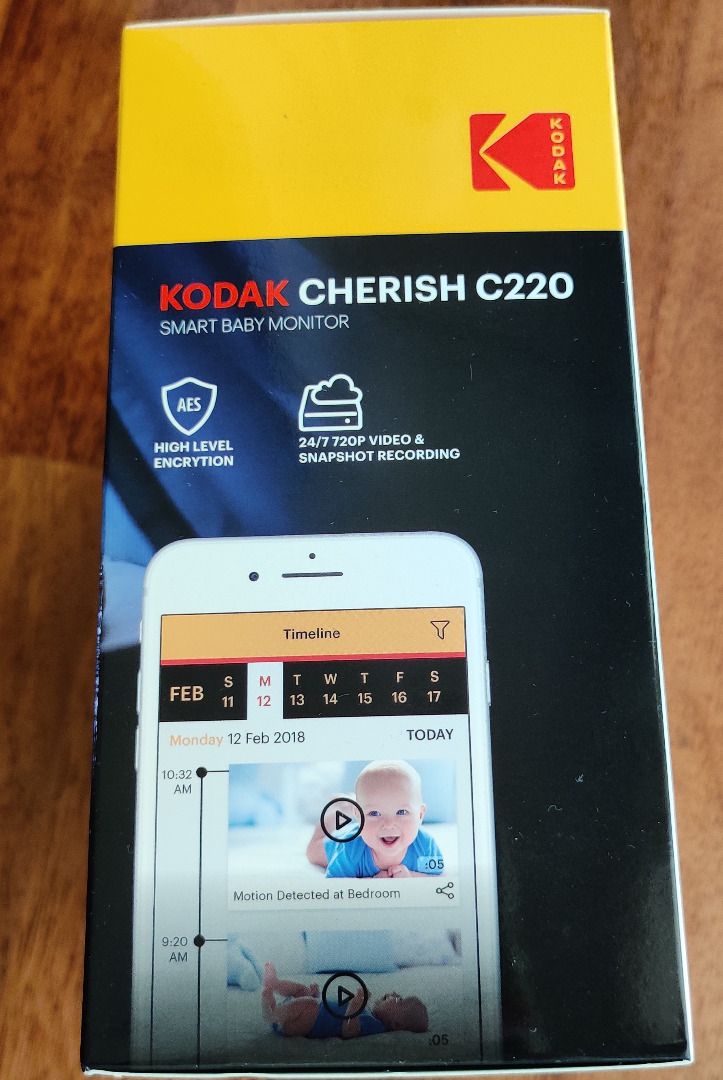 KODAK
KODAK CHERISH C220
SMART BABY MONITOR
AES
HIGH LEVEL
ENCRYTION
24/7 720P VIDEO &
SNAPSHOT RECORDING
Timeline
FEB
S M T W T F S
11 12 13 14 15 16 17
Monday 12 Feb 2018 TODAY
10:32
AM
:05
Motion Detected at Bedroom
9:20
AM
:05